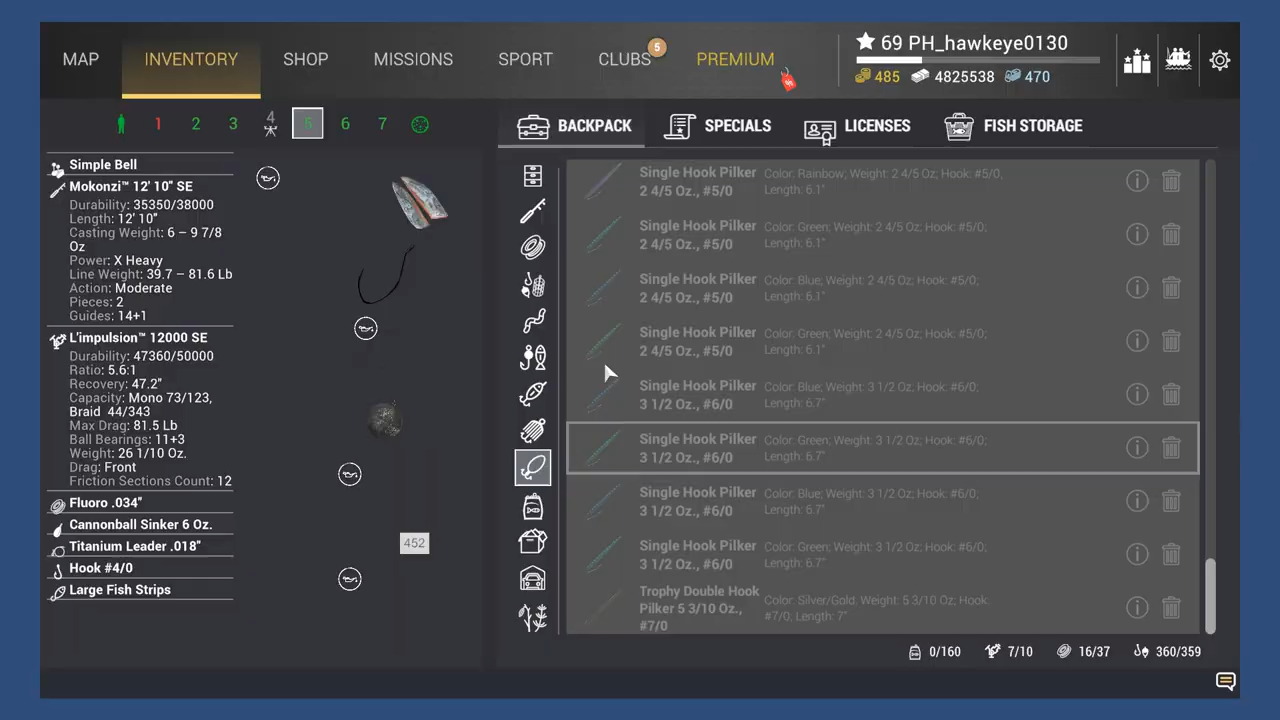 MAP INVENTORY SHOP MISSIONS SPORT CLUBS 5 PREMIUM
69 PH_hawkeye0130
485 4825538 470
1 2 3 4 5 6 7
BACKPACK SPECIALS LICENSES FISH STORAGE
Simple Bell
Mokonzi™ 12' 10" SE
Durability: 35350/38000
Length: 12' 10"
Casting Weight: 6 – 9 7/8
Oz
Power: X Heavy
Line Weight: 39.7 – 81.6 Lb
Action: Moderate
Pieces: 2
Guides: 14+1
L'impulsion™ 12000 SE
Durability: 47360/50000
Ratio: 5.6:1
Recovery: 47.2"
Capacity: Mono 73/123,
Braid 44/343
Max Drag: 81.5 Lb
Ball Bearings: 11+3
Weight: 26 1/10 Oz.
Drag: Front
Friction Sections Count: 12
Fluoro .034"
Cannonball Sinker 6 Oz.
Titanium Leader .018"
Hook #4/0
Large Fish Strips
452
Single Hook Pilker
2 4/5 Oz., #5/0
Color: Rainbow; Weight: 2 4/5 Oz; Hook: #5/0;
Length: 6.1"
Single Hook Pilker
2 4/5 Oz., #5/0
Color: Green; Weight: 2 4/5 Oz; Hook: #5/0;
Length: 6.1"
Single Hook Pilker
2 4/5 Oz., #5/0
Color: Blue; Weight: 2 4/5 Oz; Hook: #5/0;
Length: 6.1"
Single Hook Pilker
2 4/5 Oz., #5/0
Color: Green; Weight: 2 4/5 Oz; Hook: #5/0;
Length: 6.1"
Single Hook Pilker
3 1/2 Oz., #6/0
Color: Blue; Weight: 3 1/2 Oz; Hook: #6/0;
Length: 6.7"
Single Hook Pilker
3 1/2 Oz., #6/0
Color: Green; Weight: 3 1/2 Oz; Hook: #6/0;
Length: 6.7"
Single Hook Pilker
3 1/2 Oz., #6/0
Color: Blue; Weight: 3 1/2 Oz; Hook: #6/0;
Length: 6.7"
Single Hook Pilker
3 1/2 Oz., #6/0
Color: Green; Weight: 3 1/2 Oz; Hook: #6/0;
Length: 6.7"
Trophy Double Hook
Pilker 5 3/10 Oz.,
#7/0
Color: Silver/Gold, Weight: 5 3/10 Oz; Hook:
#7/0, Length: 7"
0/160 7/10 16/37 360/359